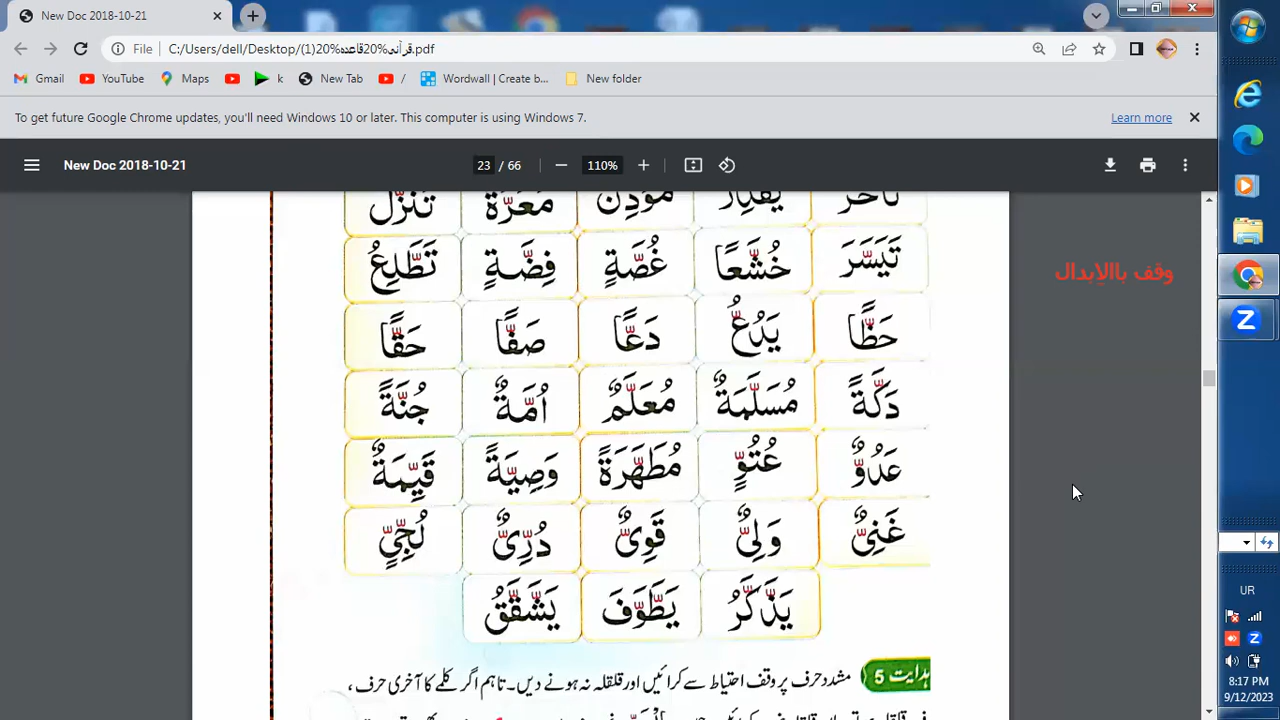 New Doc 2018-10-21
File C:/Users/dell/Desktop/(1)20%قرآنی20%قاعدہ.pdf
Gmail YouTube Maps k New Tab / Wordwall | Create b... New folder
To get future Google Chrome updates, you'll need Windows 10 or later. This computer is using Windows 7. Learn more
New Doc 2018-10-21 23 / 66 110%
مَعَرَّةٌ تَنَزَّلُ
تَيَسَّرَ خُشَّعًا غُصَّةٍ فِضَّةٍ تَطَّلِعُ
وقف باالاِبدال
حَظًّا يَدُعُّ دَعًّا صَفًّا حَقًّا
دَكَّةً مُسَلَّمَةٌ مُعَلَّمٌ اُمَّةٌ جُنَّةً
عَدُوٌّ عُتُوٍّ مُطَهَّرَةً وَصِيَّةً قَيِّمَةٌ
غَنِىٌّ وَلِىٌّ قَوِىٌّ دُرِّىٌّ لُجِّيٍّ
يَذَّكَّرُ يَطَّوَّفَ يَشَّقَّقُ
ہدایت 5 مشدد حرف پر وقف احتیاط سے کرائیں اور قلقلہ نہ ہونے دیں۔ تاہم اگر کلمے کا آخری حرف،
UR
8:17 PM
9/12/2023